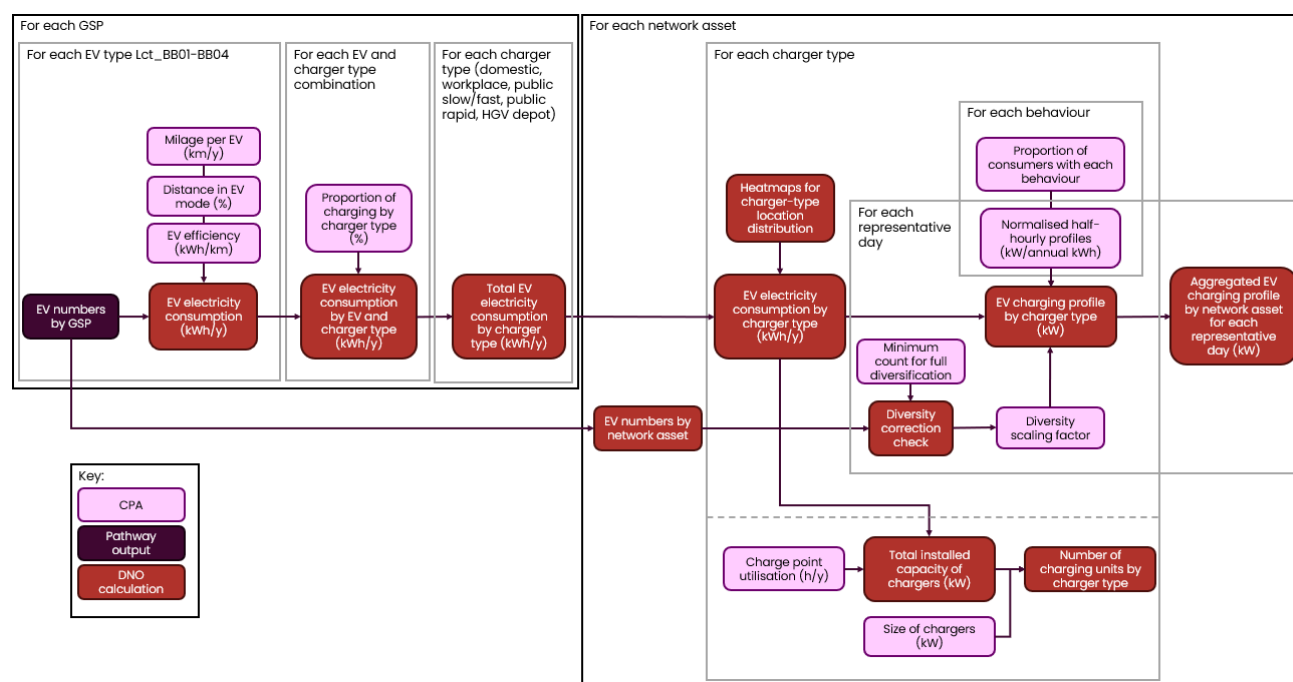 For each GSP
For each EV type Lct_BB01-BB04
Milage per EV
(km/y)
Distance in EV
mode (%)
EV efficiency
(kWh/km)
EV numbers
by GSP
EV electricity
consumption
(kWh/y)
For each EV and
charger type
combination
Proportion of
charging by
charger type
(%)
EV electricity
consumption
by EV and
charger type
(kWh/y)
For each charger
type (domestic,
workplace, public
slow/fast, public
rapid, HGV depot)
Total EV
electricity
consumption
by charger
type (kWh/y)
For each network asset
For each charger type
For each behaviour
Proportion of
consumers with each
behaviour
Heatmaps for
charger-type
location
distribution
For each
representative
day
Normalised half-
hourly profiles
(kW/annual kWh)
EV electricity
consumption by
charger type
(kWh/y)
EV charging profile
by charger type
(kW)
Aggregated EV
charging profile
by network asset
for each
representative
day (kW)
Minimum
count for full
diversification
EV numbers by
network asset
Diversity
correction
check
Diversity
scaling factor
Charge point
utilisation (h/y)
Total installed
capacity of
chargers (kW)
Number of
charging units by
charger type
Size of chargers
(kW)
Key:
CPA
Pathway
output
DNO
calculation